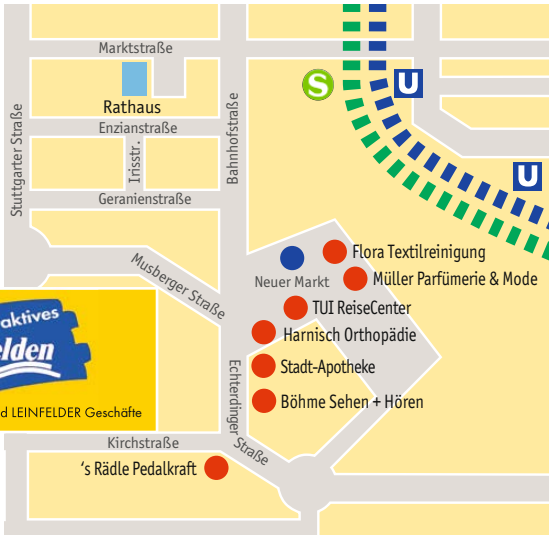 Marktstraße
S
U
Rathaus
Enzianstraße
Stuttgarter Straße
Irisstr.
Bahnhofstraße
U
Geranienstraße
Musberger Straße
Flora Textilreinigung
Neuer Markt
Müller Parfümerie & Mode
TUI ReiseCenter
Harnisch Orthopädie
aktives
lden
Stadt-Apotheke
Echterdinger Straße
Böhme Sehen + Hören
d LEINFELDER Geschäfte
Kirchstraße
‘s Rädle Pedalkraft